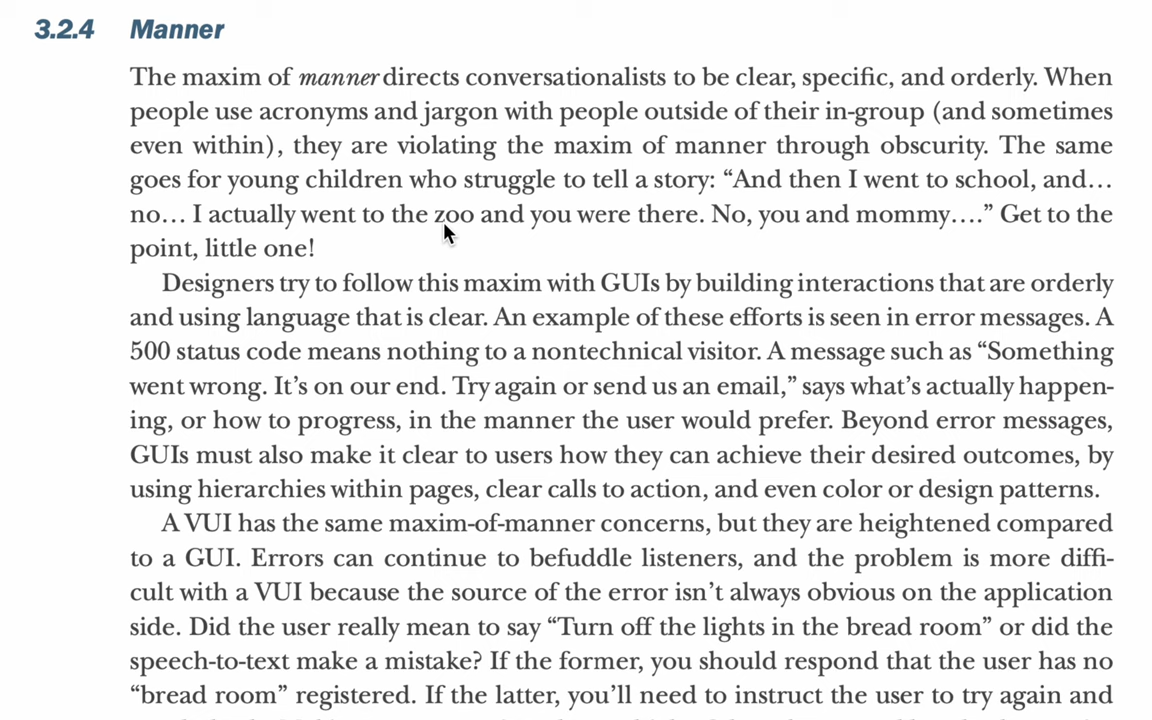 3.2.4 Manner
The maxim of manner directs conversationalists to be clear, specific, and orderly. When
people use acronyms and jargon with people outside of their in-group (and sometimes
even within), they are violating the maxim of manner through obscurity. The same
goes for young children who struggle to tell a story: “And then I went to school, and…
no… I actually went to the zoo and you were there. No, you and mommy….” Get to the
point, little one!
Designers try to follow this maxim with GUIs by building interactions that are orderly
and using language that is clear. An example of these efforts is seen in error messages. A
500 status code means nothing to a nontechnical visitor. A message such as “Something
went wrong. It’s on our end. Try again or send us an email,” says what’s actually happen-
ing, or how to progress, in the manner the user would prefer. Beyond error messages,
GUIs must also make it clear to users how they can achieve their desired outcomes, by
using hierarchies within pages, clear calls to action, and even color or design patterns.
A VUI has the same maxim-of-manner concerns, but they are heightened compared
to a GUI. Errors can continue to befuddle listeners, and the problem is more diffi-
cult with a VUI because the source of the error isn’t always obvious on the application
side. Did the user really mean to say “Turn off the lights in the bread room” or did the
speech-to-text make a mistake? If the former, you should respond that the user has no
“bread room” registered. If the latter, you’ll need to instruct the user to try again and